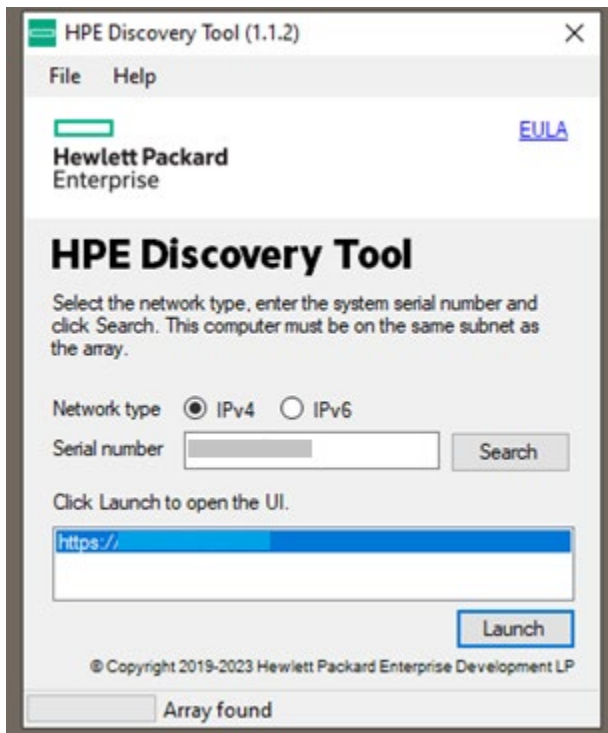 HPE Discovery Tool (1.1.2)
File Help
EULA
Hewlett Packard
Enterprise
HPE Discovery Tool
Select the network type, enter the system serial number and
click Search. This computer must be on the same subnet as
the array.
Network type IPv4 IPv6
Serial number Search
Click Launch to open the UI.
https://
Launch
© Copyright 2019-2023 Hewlett Packard Enterprise Development LP
Array found